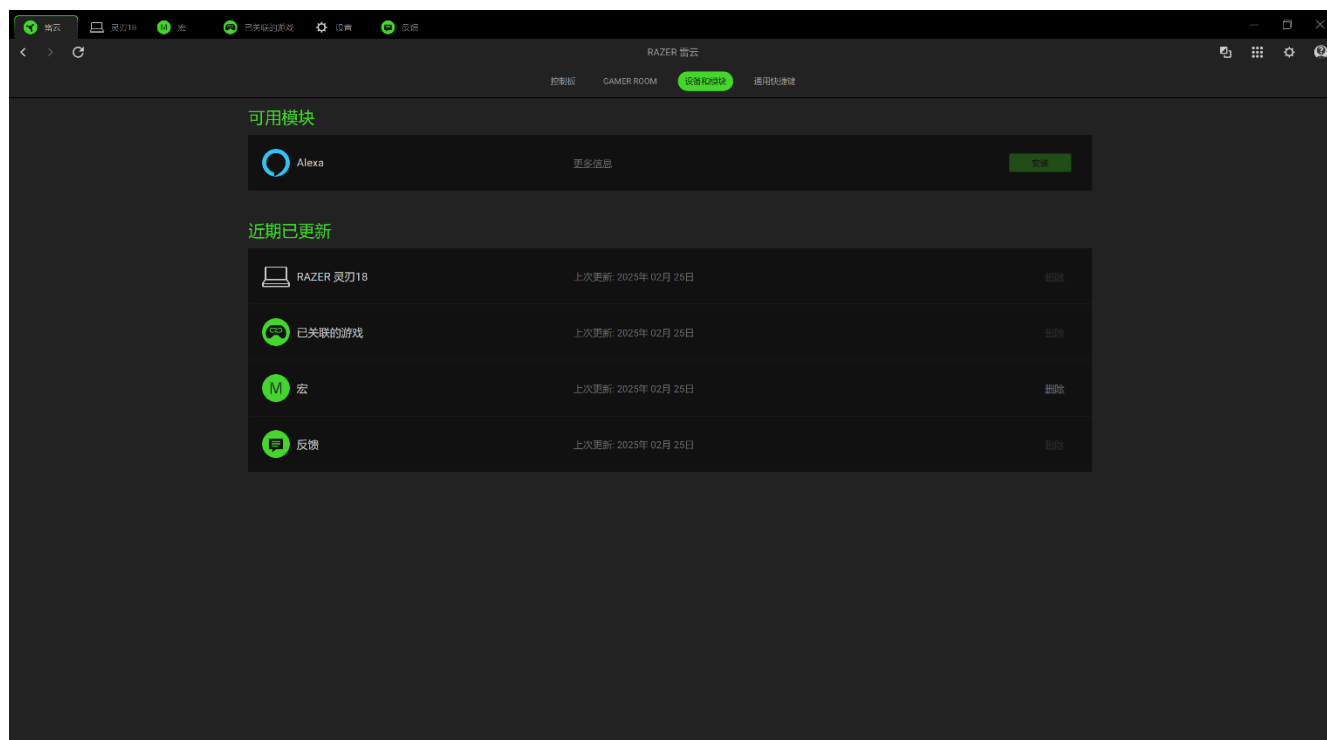 雷云 灵刃18 M 宏 已关联的游戏 设置 反馈
RAZER 雷云
控制板 GAMER ROOM 设备和模块 通用快捷键
可用模块
Alexa 更多信息 安装
近期已更新
RAZER 灵刃18 上次更新: 2025年 02月 25日 删除
已关联的游戏 上次更新: 2025年 02月 25日 删除
M 宏 上次更新: 2025年 02月 25日 删除
反馈 上次更新: 2025年 02月 25日 删除